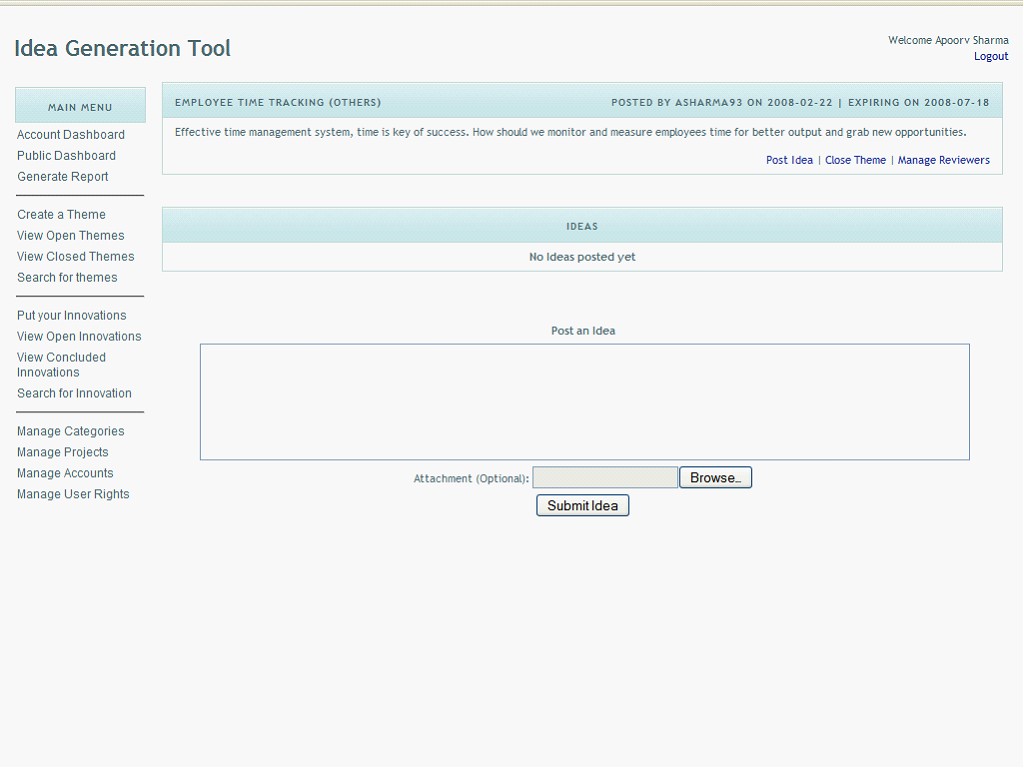 Idea Generation Tool
Welcome Apoorv Sharma
Logout
MAIN MENU
Account Dashboard
Public Dashboard
Generate Report
Create a Theme
View Open Themes
View Closed Themes
Search for themes
Put your Innovations
View Open Innovations
View Concluded
Innovations
Search for Innovation
Manage Categories
Manage Projects
Manage Accounts
Manage User Rights
EMPLOYEE TIME TRACKING (OTHERS) POSTED BY ASHARMA93 ON 2008-02-22 | EXPIRING ON 2008-07-18
Effective time management system, time is key of success. How should we monitor and measure employees time for better output and grab new opportunities.
Post Idea | Close Theme | Manage Reviewers
IDEAS
No Ideas posted yet
Post an Idea
Attachment (Optional): Browse...
Submit Idea